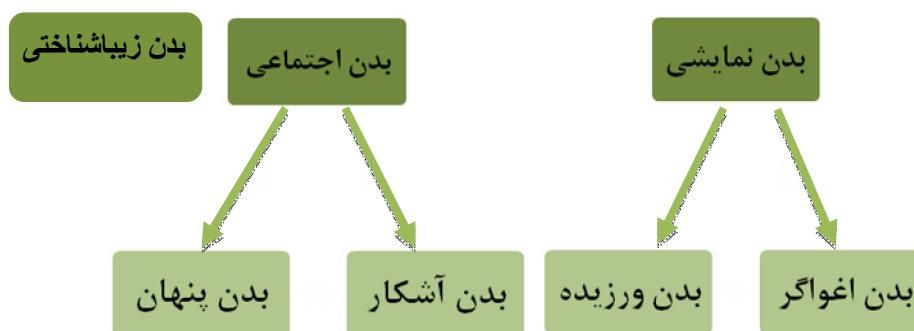 بدن نمایشی
بدن اجتماعی
بدن زیباشناختی
بدن اغواگر
بدن ورزیده
بدن آشکار
بدن پنهان